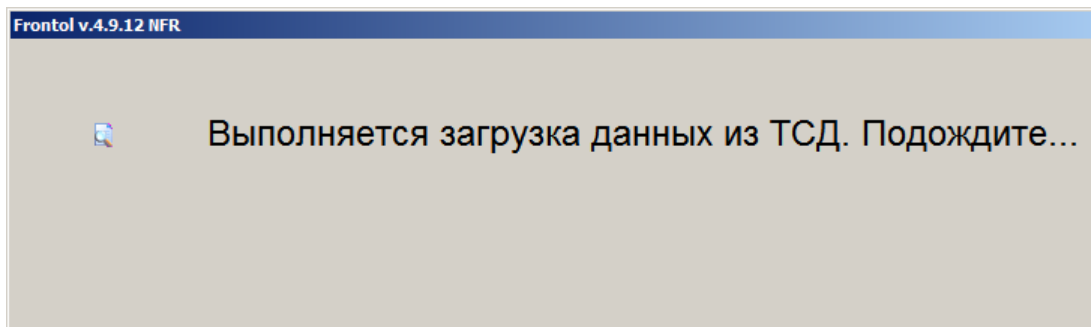 Frontol v.4.9.12 NFR
Выполняется загрузка данных из ТСД. Подождите...